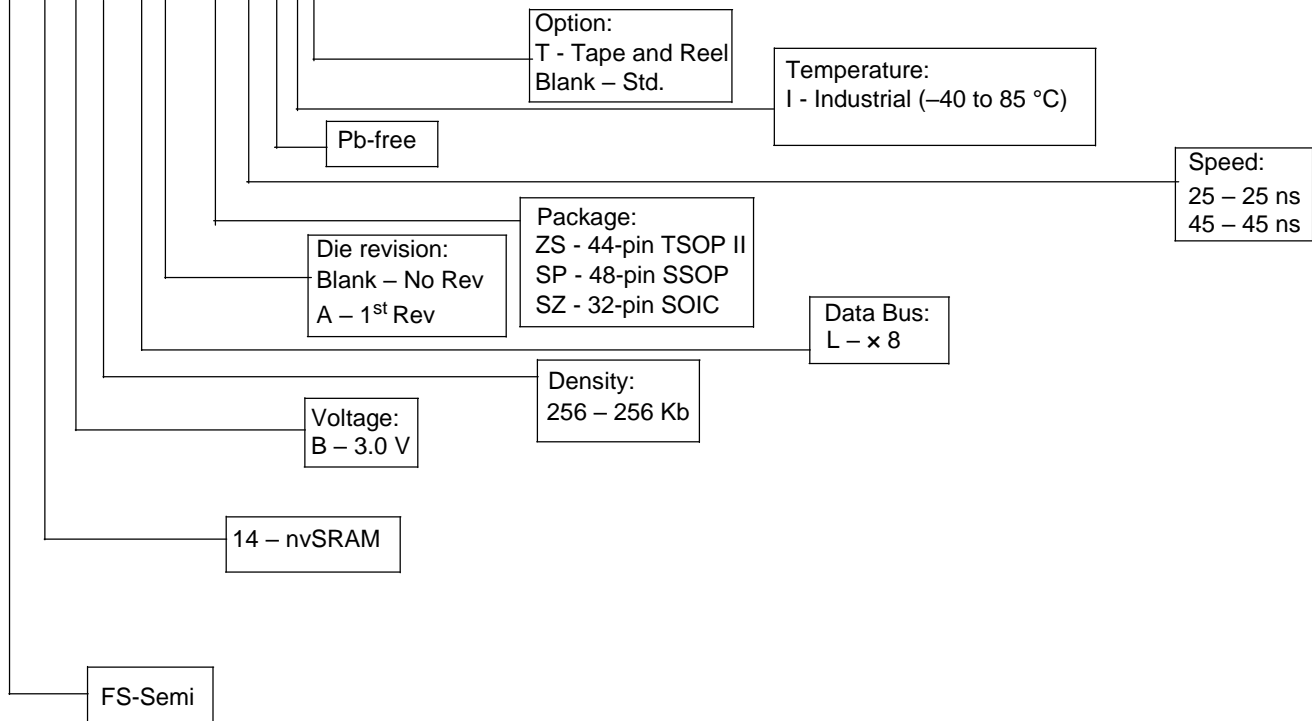 Option:
T - Tape and Reel
Blank – Std.
Temperature:
I - Industrial (–40 to 85 °C)
Pb-free
Speed:
25 – 25 ns
45 – 45 ns
Package:
ZS - 44-pin TSOP II
SP - 48-pin SSOP
SZ - 32-pin SOIC
Die revision:
Blank – No Rev
A – 1st Rev
Data Bus:
L – × 8
Density:
256 – 256 Kb
Voltage:
B – 3.0 V
14 – nvSRAM
FS-Semi